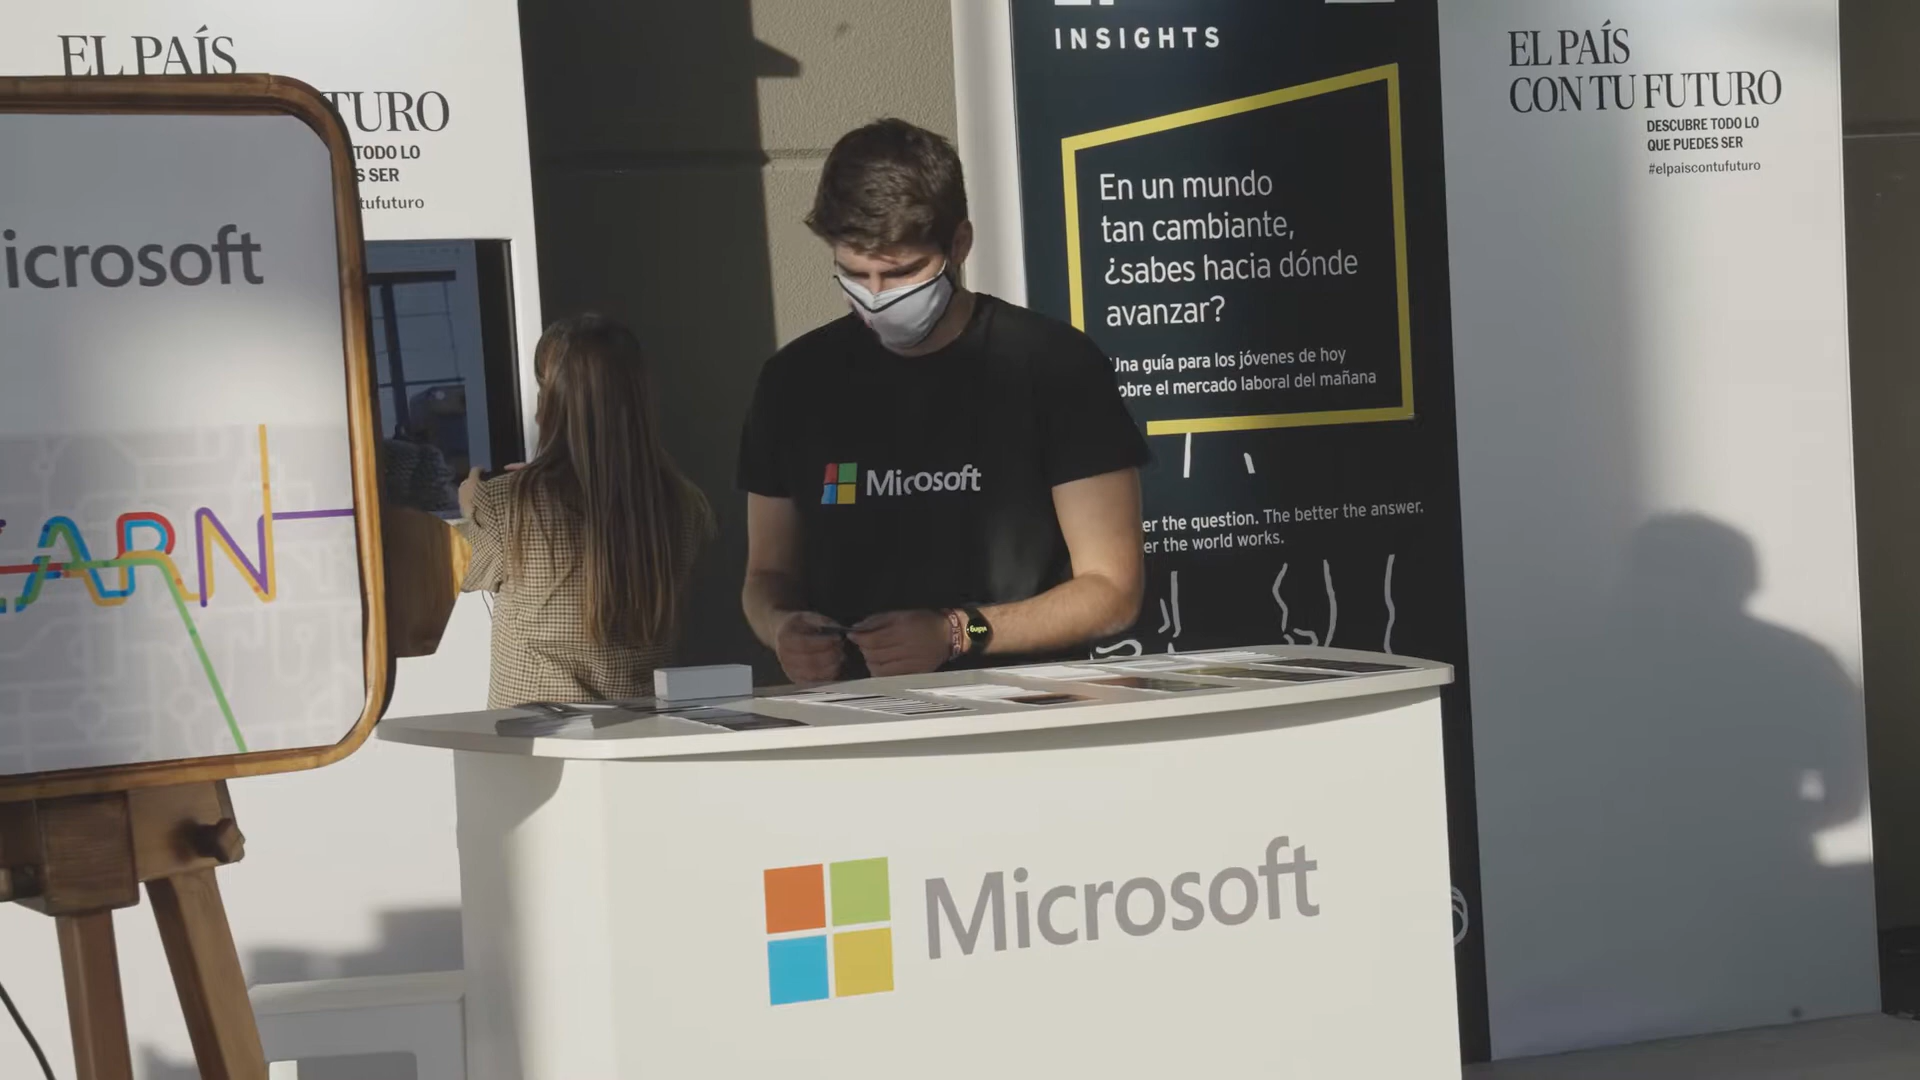 EL PAÍS
TURO
TODO LO
S SER
tufuturo
icrosoft
EARN
INSIGHTS
En un mundo
tan cambiante,
¿sabes hacia dónde
avanzar?
Una guía para los jóvenes de hoy
obre el mercado laboral del mañana
er the question. The better the answer.
er the world works.
EL PAÍS
CON TU FUTURO
DESCUBRE TODO LO
QUE PUEDES SER
#elpaiscontufuturo
Microsoft
Microsoft